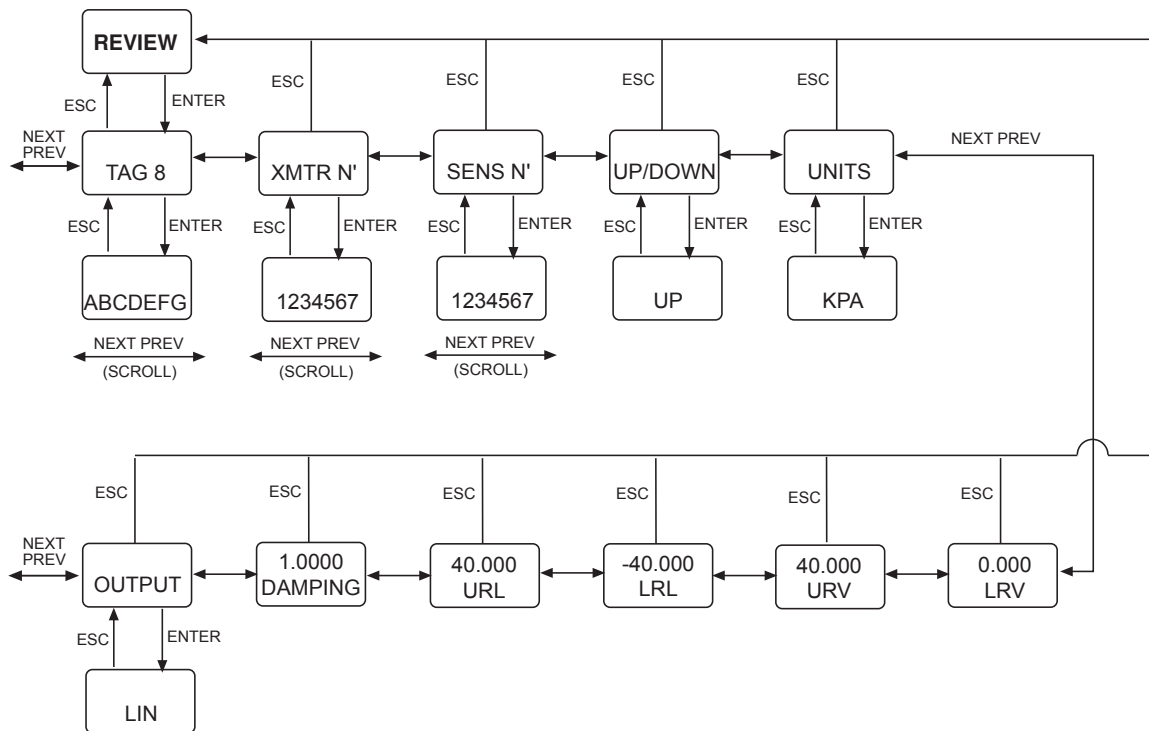 REVIEW
ESC
ESC
ESC
ESC
ESC
ENTER
NEXT
PREV
TAG 8
XMTR N'
SENS N'
UP/DOWN
UNITS
NEXT PREV
ESC
ENTER
ESC
ENTER
ESC
ENTER
ESC
ENTER
ESC
ENTER
ABCDEFG
1234567
1234567
UP
KPA
NEXT PREV
(SCROLL)
NEXT PREV
(SCROLL)
NEXT PREV
(SCROLL)
ESC
ESC
ESC
ESC
ESC
ESC
NEXT
PREV
OUTPUT
1.0000
DAMPING
40.000
URL
-40.000
LRL
40.000
URV
0.000
LRV
ESC
ENTER
LIN